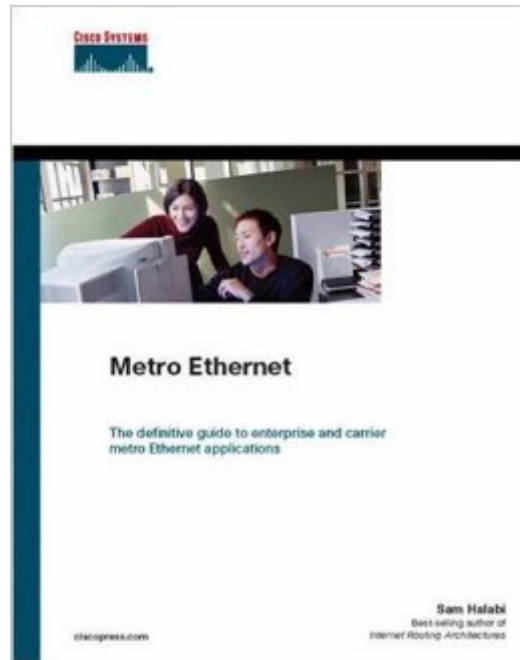 CISCO SYSTEMS
Metro Ethernet
The definitive guide to enterprise and carrier
metro Ethernet applications
Sam Halabi
Best-selling author of
Internet Routing Architectures
ciscopress.com